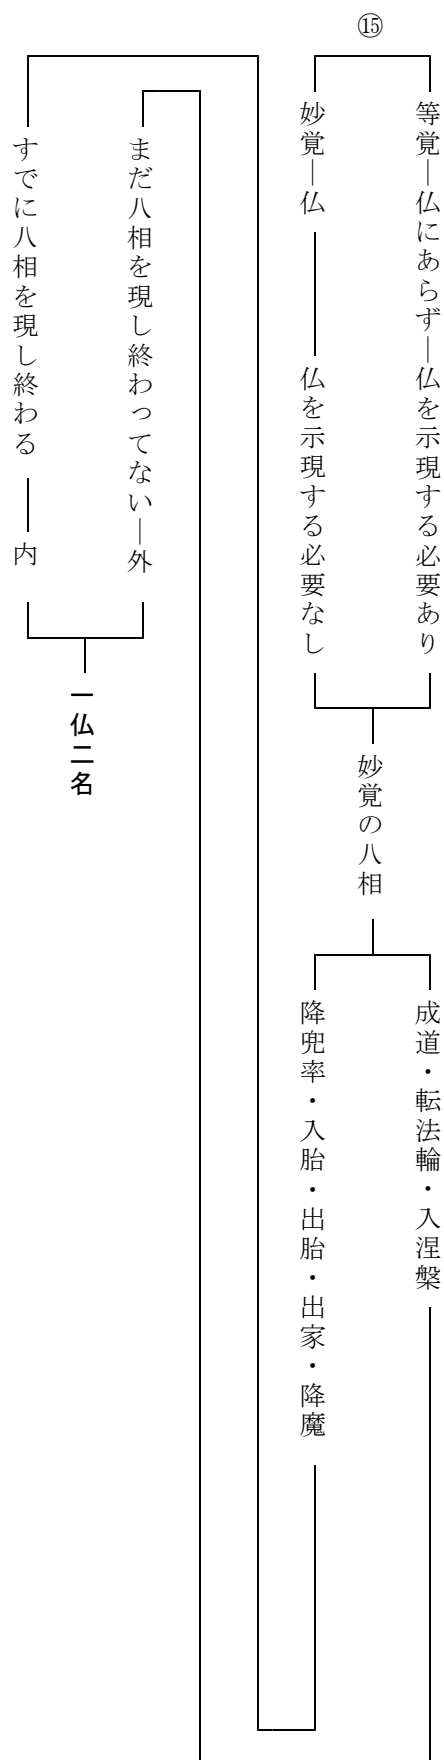 ⑮
等覚―仏にあらず―仏を示現する必要あり
妙覚―仏――仏を示現する必要なし
妙覚の八相
成道・転法輪・入涅槃
降兜率・入胎・出胎・出家・降魔
まだ八相を現し終わってない―外
すでに八相を現し終わる――内
一仏二名